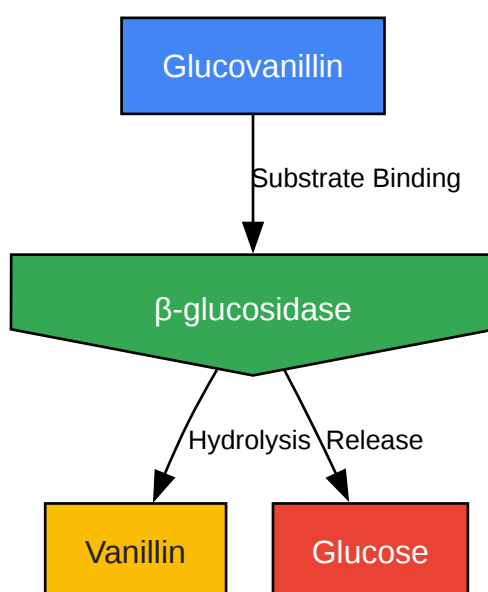 Glucovanillin
Substrate Binding
β-glucosidase
Hydrolysis
Release
Vanillin
Glucose